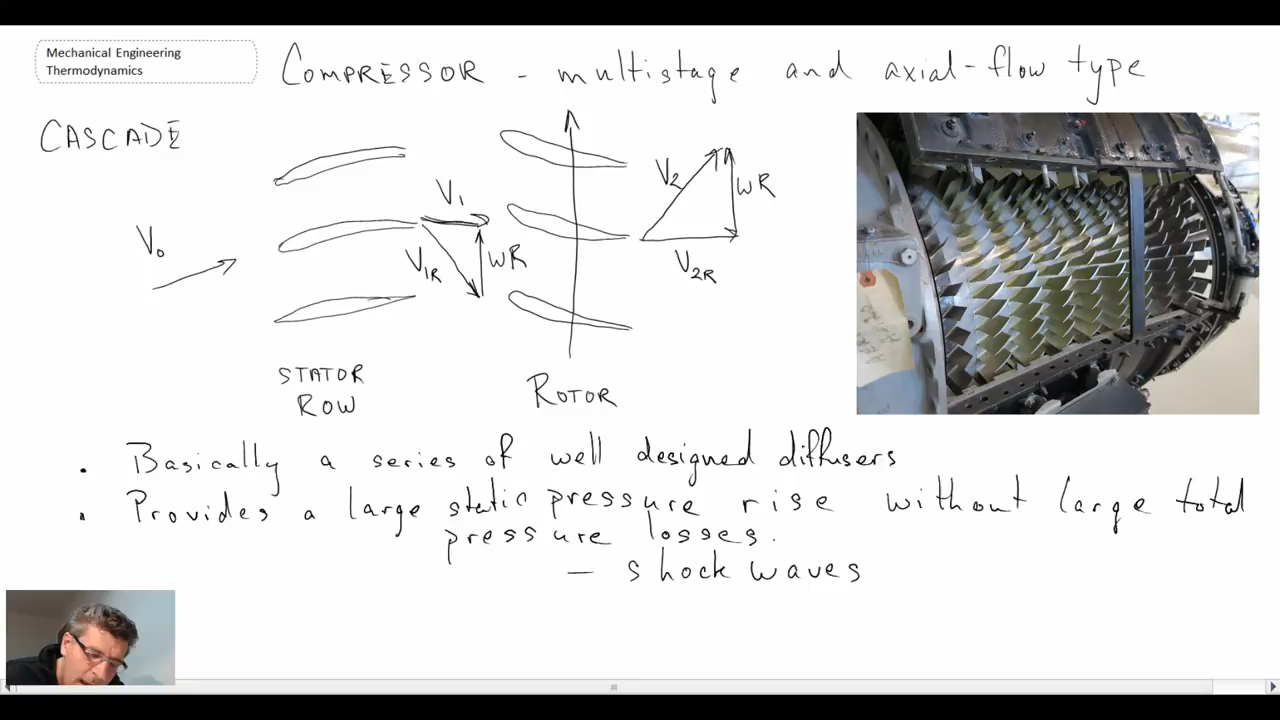 Mechanical Engineering
Thermodynamics
COMPRESSOR - multistage and axial-flow type
CASCADE
V0
V1
V1R
WR
V2
WR
V2R
STATOR
ROW
ROTOR
• Basically a series of well designed diffusers
• Provides a large static pressure rise without large total
pressure losses.
— shock waves